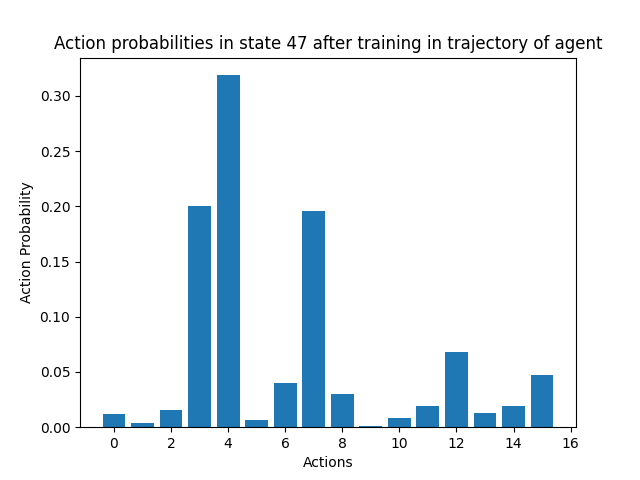 Action probabilities in state 47 after training in trajectory of agent
0.30
0.25
0.20
0.15
0.10
0.05
0.00
Action Probability
0 2 4 6 8 10 12 14 16
Actions